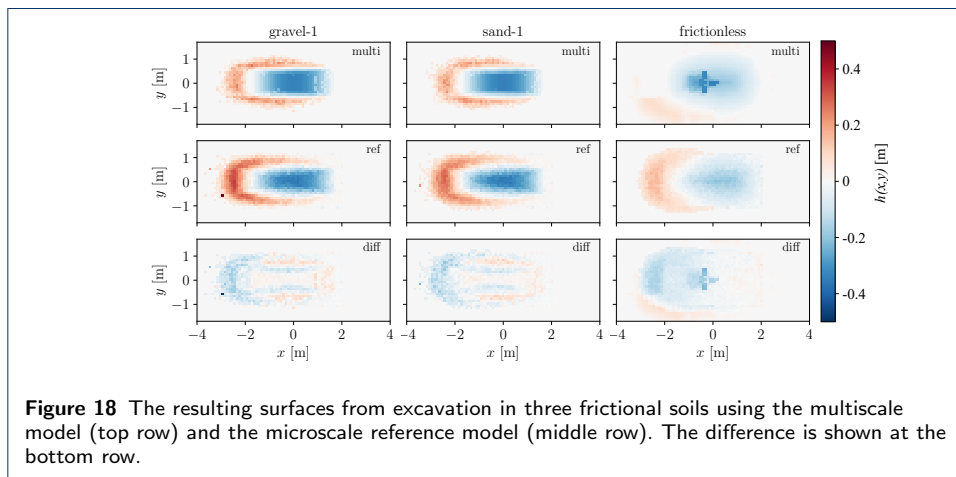 gravel-1 sand-1 frictionless
multi multi multi
1
0
−1
y [m]
ref ref ref
1
0
−1
y [m]
diff diff diff
1
0
−1
y [m]
−4 −2 0 2 4 −2 0 2 4 −2 0 2 4
x [m] x [m] x [m]
0.4
0.2
0
-0.2
-0.4
h(x,y) [m]
Figure 18 The resulting surfaces from excavation in three frictional soils using the multiscale
model (top row) and the microscale reference model (middle row). The difference is shown at the
bottom row.